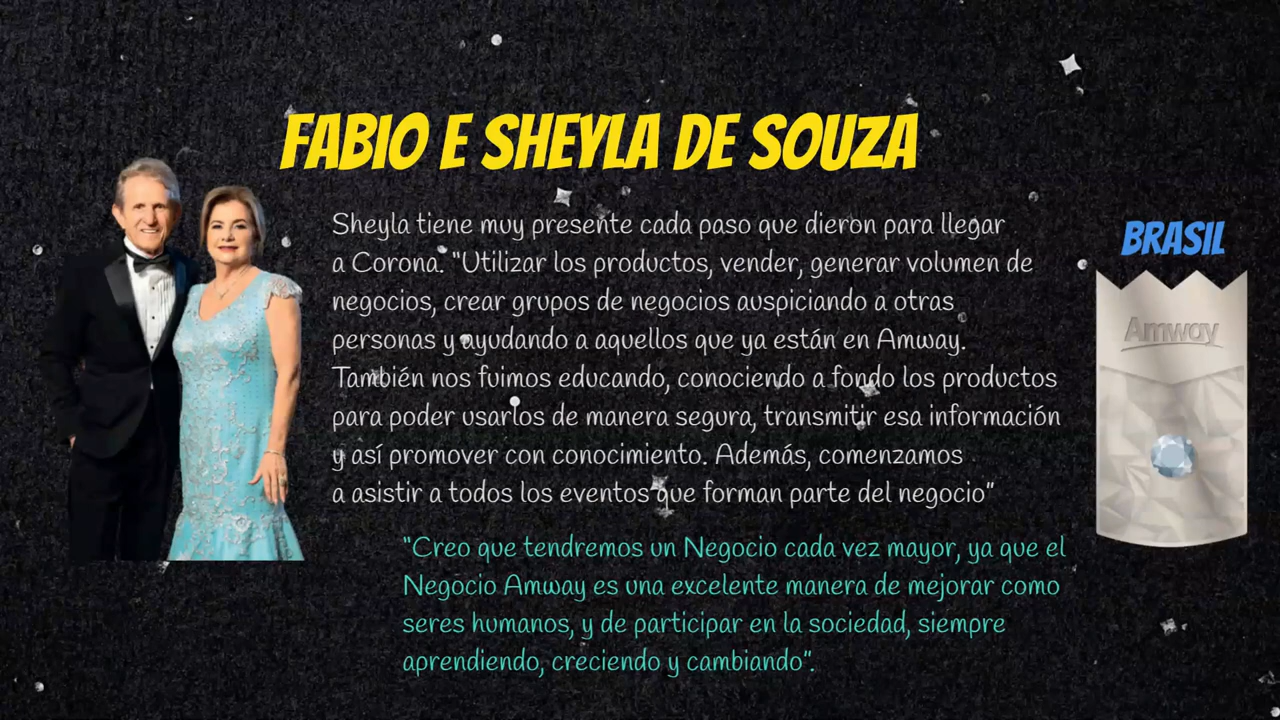 FABIO E SHEYLA DE SOUZA
Sheyla tiene muy presente cada paso que dieron para llegar
a Corona. "Utilizar los productos, vender, generar volumen de
negocios, crear grupos de negocios auspiciando a otras
personas y ayudando a aquellos que ya están en Amway.
También nos fuimos educando, conociendo a fondo los productos
para poder usarlos de manera segura, transmitir esa información
y así promover con conocimiento. Además, comenzamos
a asistir a todos los eventos que forman parte del negocio"
"Creo que tendremos un Negocio cada vez mayor, ya que el
Negocio Amway es una excelente manera de mejorar como
seres humanos, y de participar en la sociedad, siempre
aprendiendo, creciendo y cambiando".
BRASIL
Amway